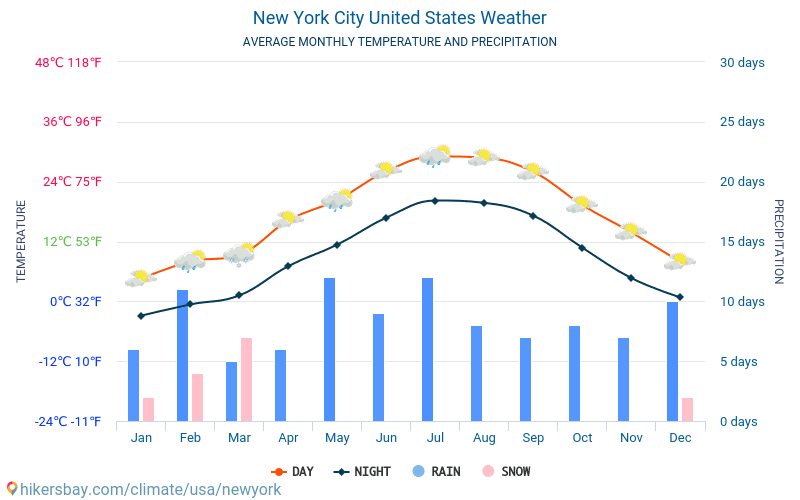 New York City United States Weather
AVERAGE MONTHLY TEMPERATURE AND PRECIPITATION
48°C 118°F
36°C 96°F
24°C 75°F
12°C 53°F
0°C 32°F
-12°C 10°F
-24°C -11°F
TEMPERATURE
30 days
25 days
20 days
15 days
10 days
5 days
0 days
PRECIPITATION
Jan Feb Mar Apr May Jun Jul Aug Sep Oct Nov Dec
DAY NIGHT RAIN SNOW
hikersbay.com/climate/usa/newyork